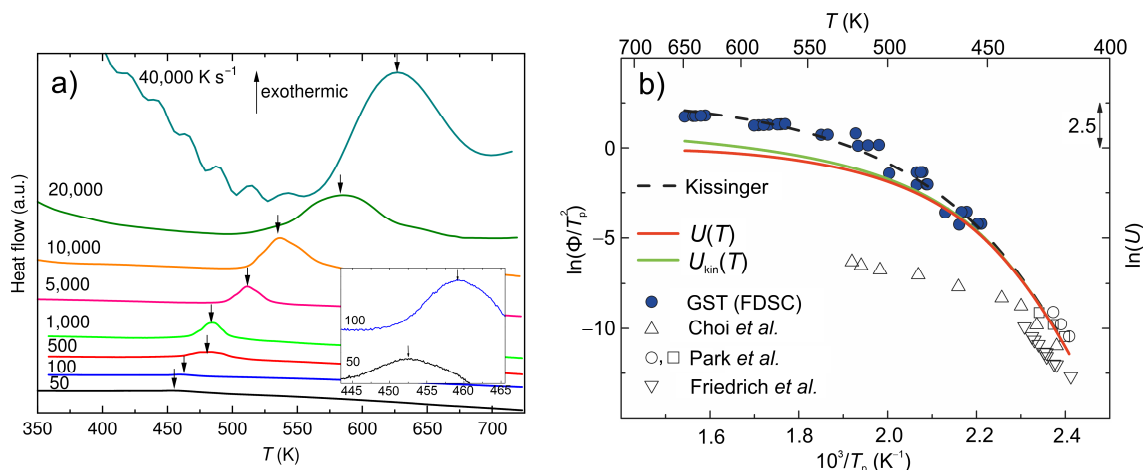 a)
40,000 K s⁻¹
exothermic
20,000
10,000
5,000
1,000
500
100
50
100
50
445 450 455 460 465
Heat flow (a.u.)
350 400 450 500 550 600 650 700
T (K)
T (K)
700 650 600 550 500 450 400
b)
2.5
0
−5
−10
ln(Φ/T²p)
ln(U)
Kissinger
U(T)
Ukin(T)
GST (FDSC)
Choi et al.
Park et al.
Friedrich et al.
1.6 1.8 2.0 2.2 2.4
10³/Tp (K⁻¹)